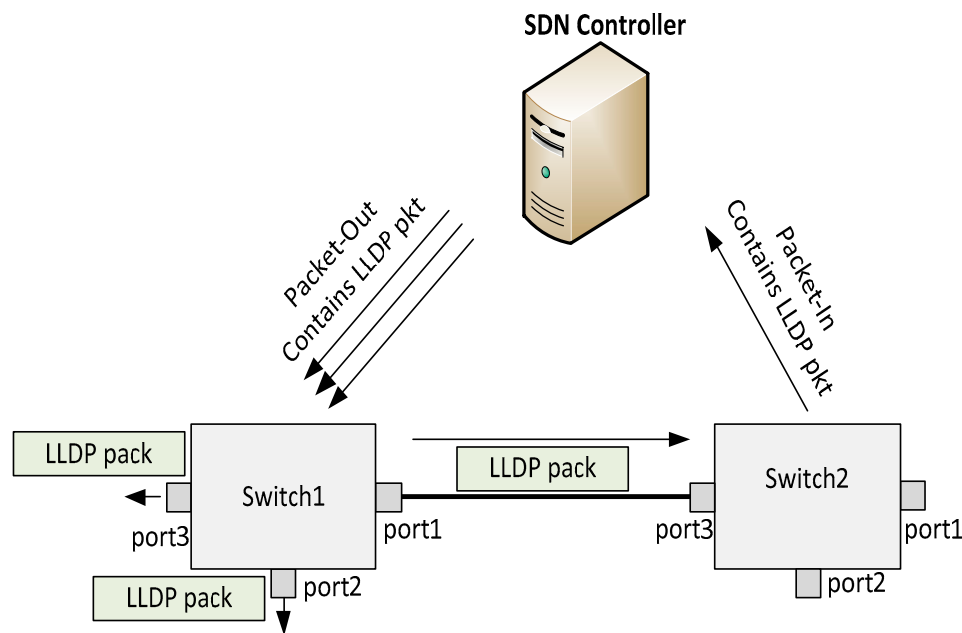 SDN Controller
Packet-Out
Contains LLDP pkt
Packet-In
Contains LLDP pkt
LLDP pack
Switch1
LLDP pack
Switch2
port3
port1
port3
port1
LLDP pack
port2
port2